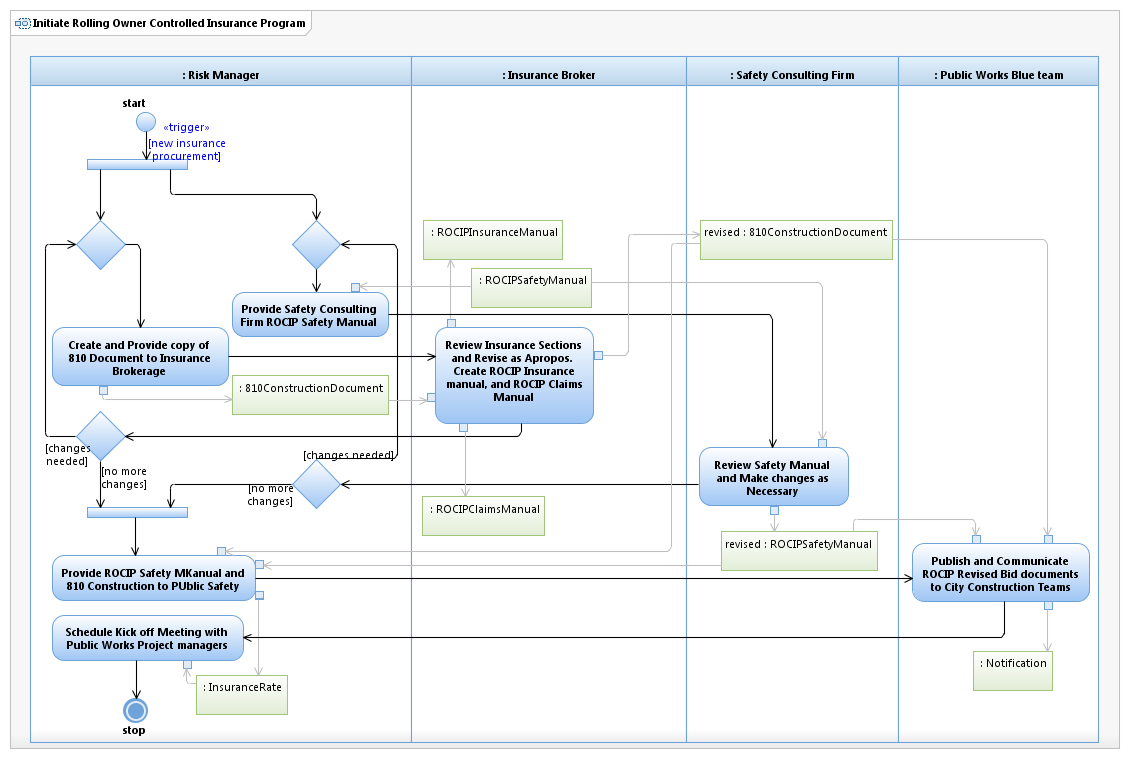 Initiate Rolling Owner Controlled Insurance Program
: Risk Manager
: Insurance Broker
: Safety Consulting Firm
: Public Works Blue team
start
«trigger»
[new insurance
procurement]
: ROCIPInsuranceManual
revised : 810ConstructionDocument
: ROCIPSafetyManual
Provide Safety Consulting
Firm ROCIP Safety Manual
Create and Provide copy of
810 Document to Insurance
Brokerage
Review Insurance Sections
and Revise as Apropos.
Create ROCIP Insurance
manual, and ROCIP Claims
Manual
: 810ConstructionDocument
[changes
needed]
[no more
changes]
[changes needed]
[no more
changes]
Review Safety Manual
and Make changes as
Necessary
: ROCIPClaimsManual
revised : ROCIPSafetyManual
Provide ROCIP Safety MKanual and
810 Construction to PUblic Safety
Publish and Communicate
ROCIP Revised Bid documents
to City Construction Teams
Schedule Kick off Meeting with
Public Works Project managers
: InsuranceRate
: Notification
stop